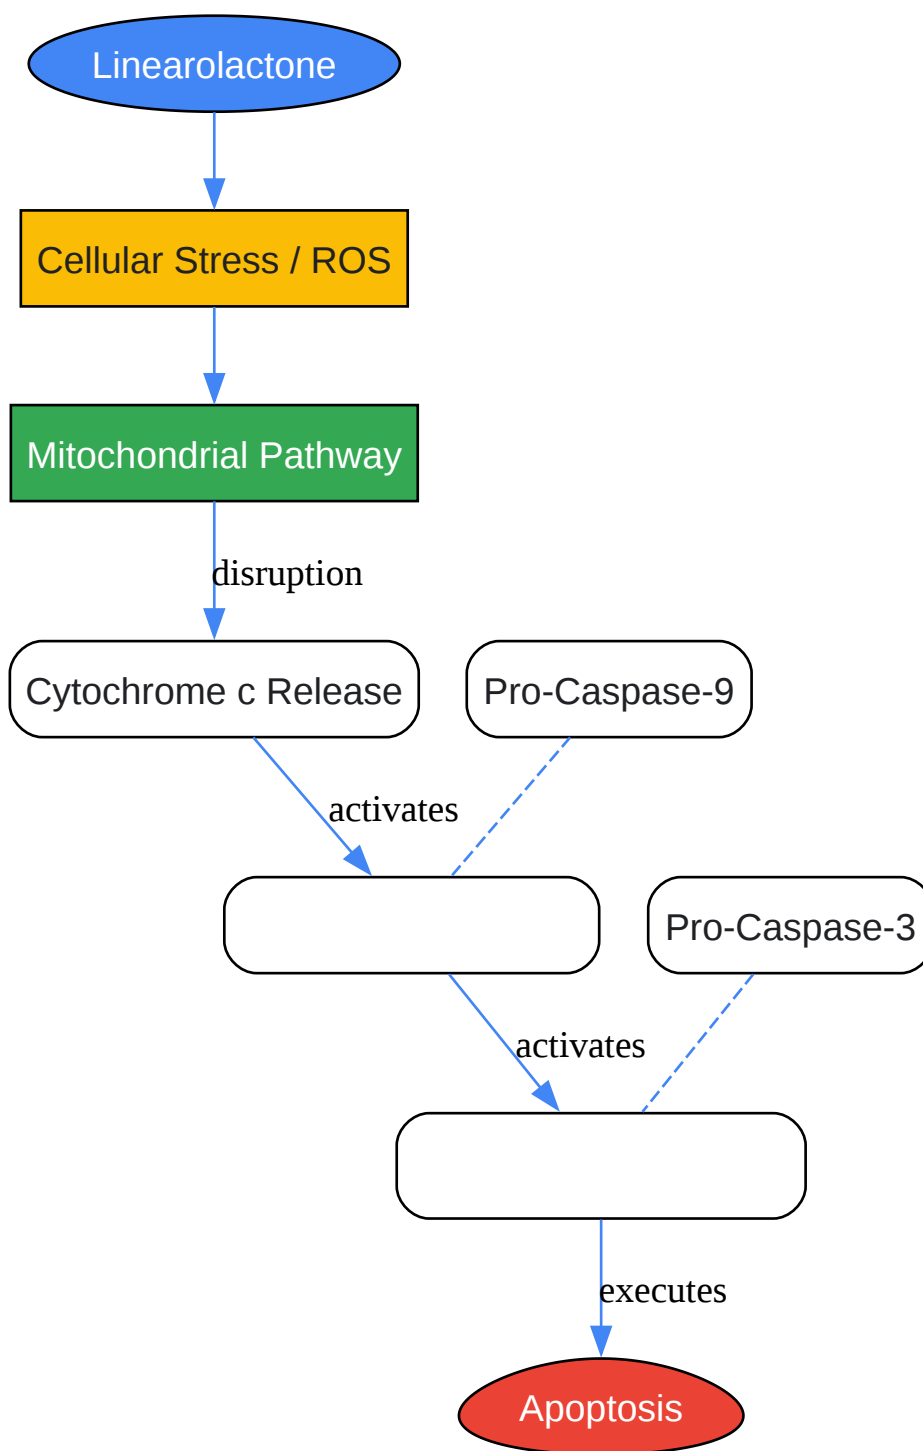 Linearolactone
Cellular Stress / ROS
Mitochondrial Pathway
disruption
Cytochrome c Release
Pro-Caspase-9
activates
Pro-Caspase-3
activates
executes
Apoptosis